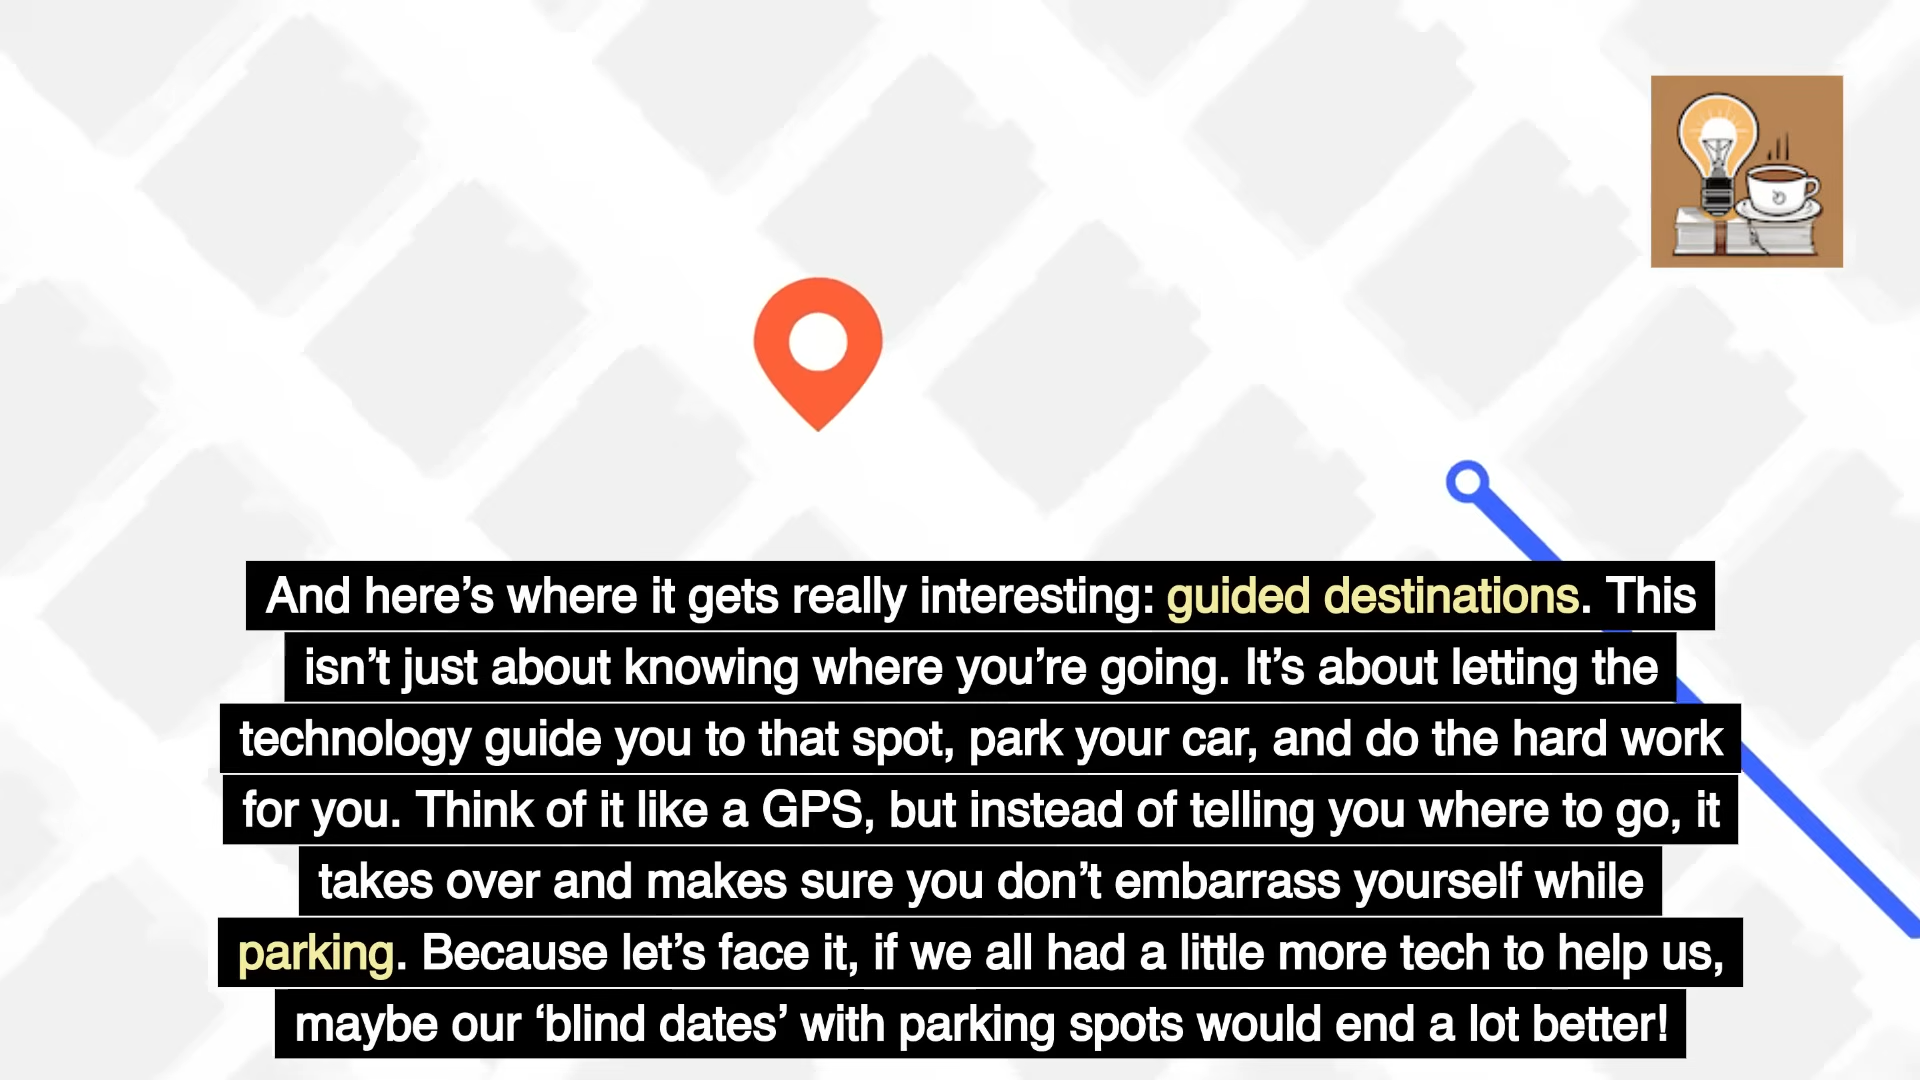 And here’s where it gets really interesting: guided destinations. This
isn’t just about knowing where you’re going. It’s about letting the
technology guide you to that spot, park your car, and do the hard work
for you. Think of it like a GPS, but instead of telling you where to go, it
takes over and makes sure you don’t embarrass yourself while
parking. Because let’s face it, if we all had a little more tech to help us,
maybe our ‘blind dates’ with parking spots would end a lot better!